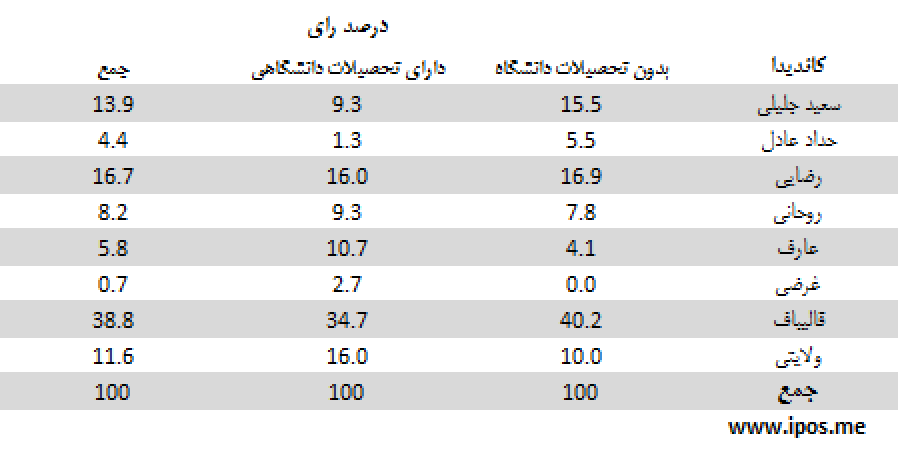 درصد رای
کاندیدا بدون تحصیلات دانشگاه دارای تحصیلات دانشگاهی جمع
سعید جلیلی 15.5 9.3 13.9
حداد عادل 5.5 1.3 4.4
رضایی 16.9 16.0 16.7
روحانی 7.8 9.3 8.2
عارف 4.1 10.7 5.8
غرضی 0.0 2.7 0.7
قالیباف 40.2 34.7 38.8
ولایتی 10.0 16.0 11.6
جمع 100 100 100
www.ipos.me